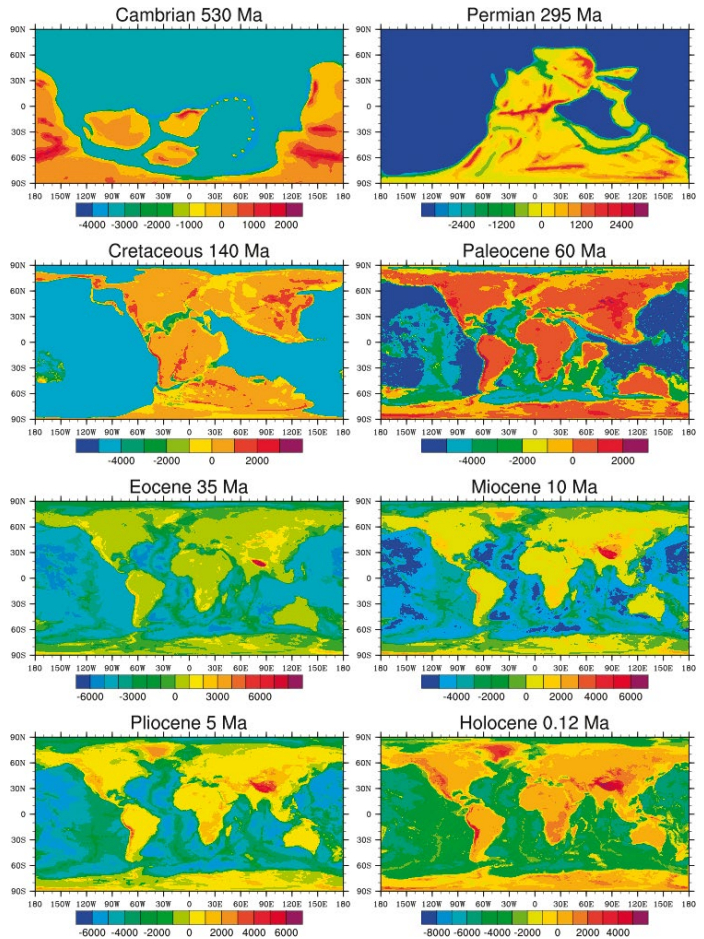 Cambrian 530 Ma
90N
60N
30N
0
30S
60S
90S
180 150W 120W 90W 60W 30W 0 30E 60E 90E 120E 150E 180
-4000 -3000 -2000 -1000 0 1000 2000
Permian 295 Ma
90N
60N
30N
0
30S
60S
90S
180 150W 120W 90W 60W 30W 0 30E 60E 90E 120E 150E 180
-2400 -1200 0 1200 2400
Cretaceous 140 Ma
90N
60N
30N
0
30S
60S
90S
180 150W 120W 90W 60W 30W 0 30E 60E 90E 120E 150E 180
-4000 -2000 0 2000
Paleocene 60 Ma
90N
60N
30N
0
30S
60S
90S
180 150W 120W 90W 60W 30W 0 30E 60E 90E 120E 150E 180
-4000 -2000 0 2000
Eocene 35 Ma
90N
60N
30N
0
30S
60S
90S
180 150W 120W 90W 60W 30W 0 30E 60E 90E 120E 150E 180
-6000 -3000 0 3000 6000
Miocene 10 Ma
90N
60N
30N
0
30S
60S
90S
180 150W 120W 90W 60W 30W 0 30E 60E 90E 120E 150E 180
-4000 -2000 0 2000 4000 6000
Pliocene 5 Ma
90N
60N
30N
0
30S
60S
90S
180 150W 120W 90W 60W 30W 0 30E 60E 90E 120E 150E 180
-6000 -4000 -2000 0 2000 4000 6000
Holocene 0.12 Ma
90N
60N
30N
0
30S
60S
90S
180 150W 120W 90W 60W 30W 0 30E 60E 90E 120E 150E 180
-8000 -6000 -4000 -2000 0 2000 4000